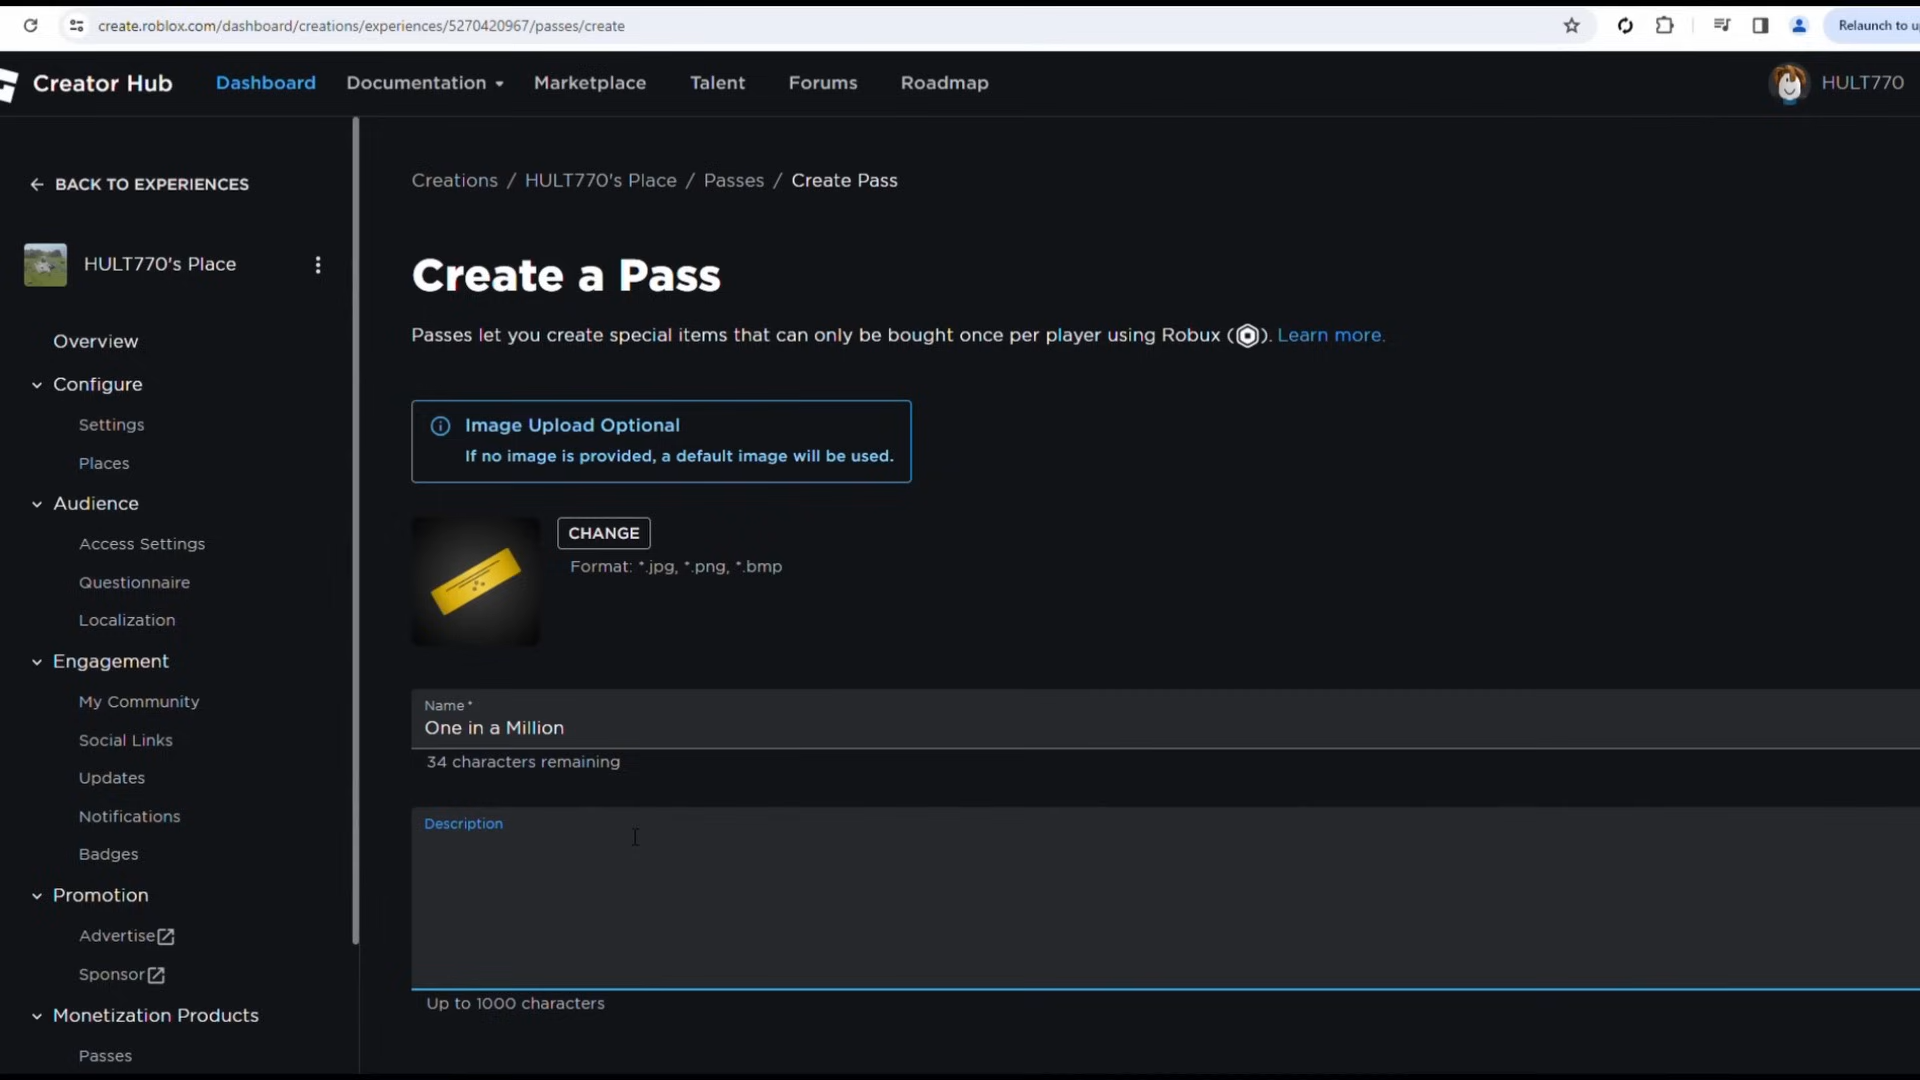 create.roblox.com/dashboard/creations/experiences/5270420967/passes/create
Relaunch to u
Creator Hub
Dashboard
Documentation
Marketplace
Talent
Forums
Roadmap
HULT770
BACK TO EXPERIENCES
HULT770's Place
Overview
Configure
Settings
Places
Audience
Access Settings
Questionnaire
Localization
Engagement
My Community
Social Links
Updates
Notifications
Badges
Promotion
Advertise
Sponsor
Monetization Products
Passes
Creations / HULT770's Place / Passes / Create Pass
Create a Pass
Passes let you create special items that can only be bought once per player using Robux (). Learn more.
Image Upload Optional
If no image is provided, a default image will be used.
CHANGE
Format: *.jpg, *.png, *.bmp
Name *
One in a Million
34 characters remaining
Description
Up to 1000 characters